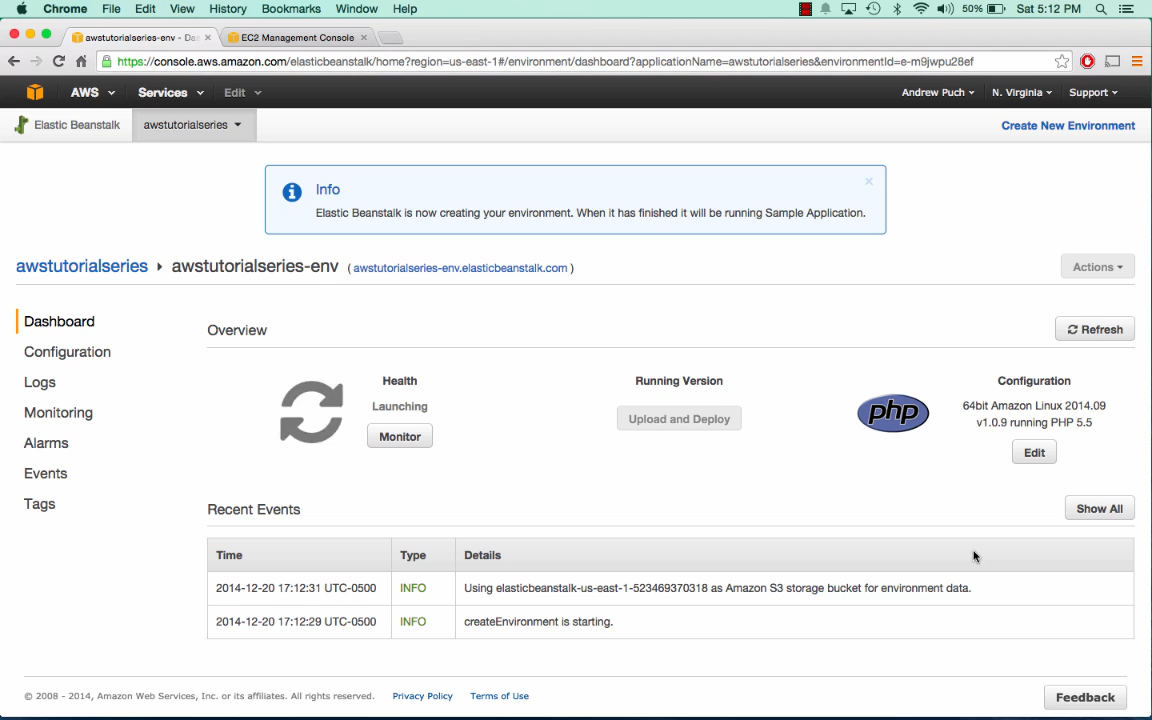 Chrome File Edit View History Bookmarks Window Help 50% Sat 5:12 PM
awstutorialseries-env - Das × EC2 Management Console ×
https://console.aws.amazon.com/elasticbeanstalk/home?region=us-east-1#/environment/dashboard?applicationName=awstutorialseries&environmentId=e-m9jwpu28ef
AWS Services Edit Andrew Puch N. Virginia Support
Elastic Beanstalk awstutorialseries Create New Environment
Info
Elastic Beanstalk is now creating your environment. When it has finished it will be running Sample Application.
awstutorialseries ▸ awstutorialseries-env ( awstutorialseries-env.elasticbeanstalk.com ) Actions
Dashboard
Configuration
Logs
Monitoring
Alarms
Events
Tags
Overview Refresh
Health
Launching
Monitor
Running Version
Upload and Deploy
php
Configuration
64bit Amazon Linux 2014.09
v1.0.9 running PHP 5.5
Edit
Recent Events Show All
Time Type Details
2014-12-20 17:12:31 UTC-0500 INFO Using elasticbeanstalk-us-east-1-523469370318 as Amazon S3 storage bucket for environment data.
2014-12-20 17:12:29 UTC-0500 INFO createEnvironment is starting.
© 2008 - 2014, Amazon Web Services, Inc. or its affiliates. All rights reserved. Privacy Policy Terms of Use Feedback